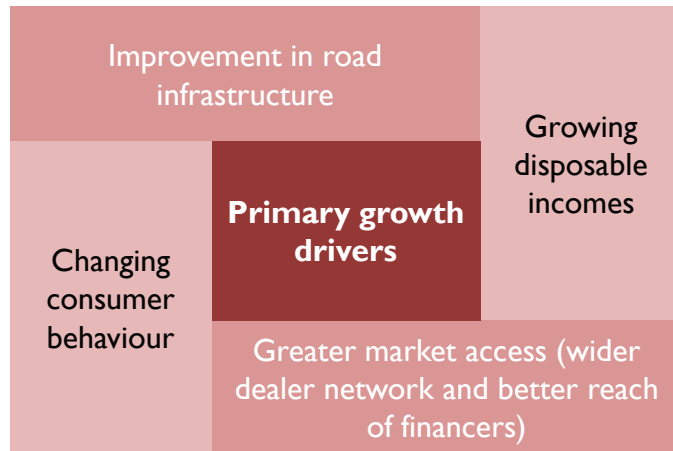 Improvement in road
infrastructure
Growing
disposable
incomes
Primary growth
drivers
Changing
consumer
behaviour
Greater market access (wider
dealer network and better reach
of financers)